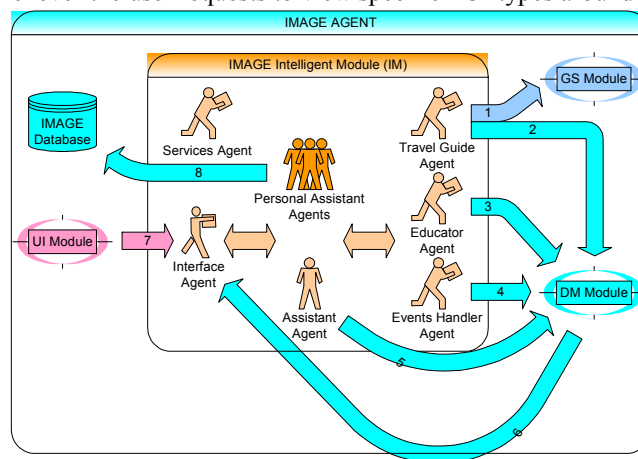 IMAGE AGENT
IMAGE Intelligent Module (IM)
IMAGE
Database
Services Agent
8
Personal Assistant
Agents
Travel Guide
Agent
1
GS Module
2
UI Module
7
Interface
Agent
Assistant
Agent
Educator
Agent
3
Events Handler
Agent
4
DM Module
5
6